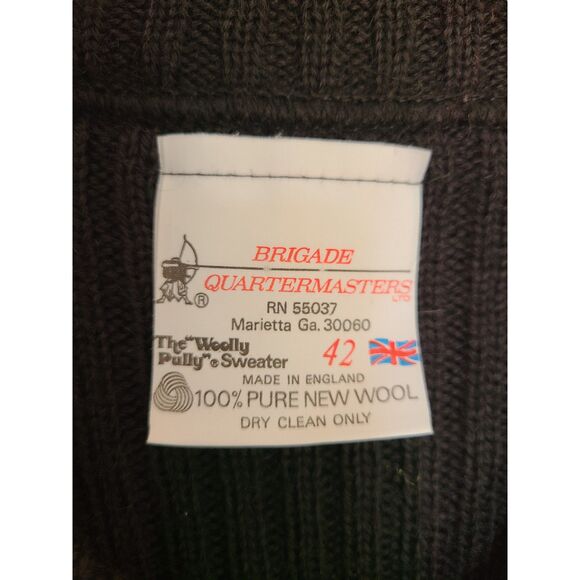 BRIGADE
QUARTERMASTERS LTD
®
RN 55037
Marietta Ga. 30060
The "Woolly
Pully"® Sweater
42
MADE IN ENGLAND
100% PURE NEW WOOL
DRY CLEAN ONLY